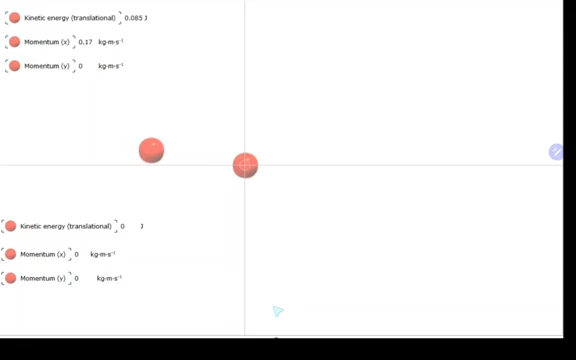 Kinetic energy (translational) 0.085 J
Momentum (x) 0.17 kg·m·s⁻¹
Momentum (y) 0 kg·m·s⁻¹
Kinetic energy (translational) 0 J
Momentum (x) 0 kg·m·s⁻¹
Momentum (y) 0 kg·m·s⁻¹